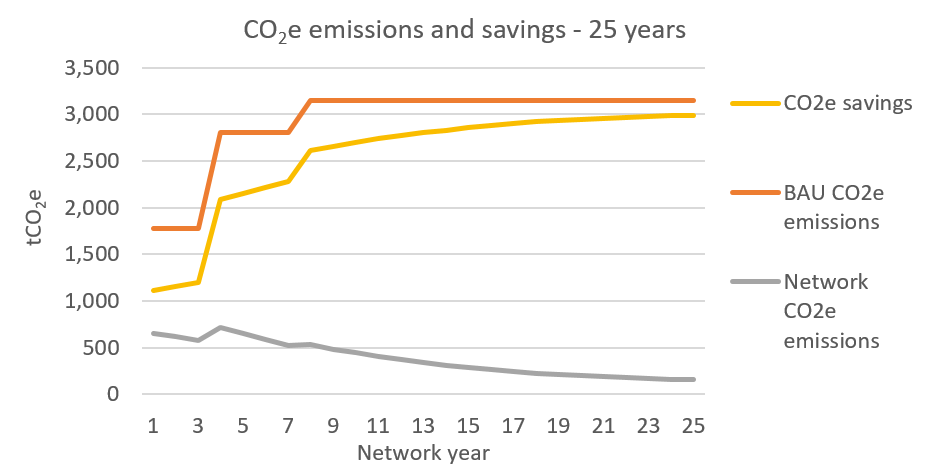 CO₂e emissions and savings - 25 years
3,500
3,000
2,500
2,000
1,500
1,000
500
0
tCO₂e
1 3 5 7 9 11 13 15 17 19 21 23 25
Network year
CO2e savings
BAU CO2e
emissions
Network
CO2e
emissions